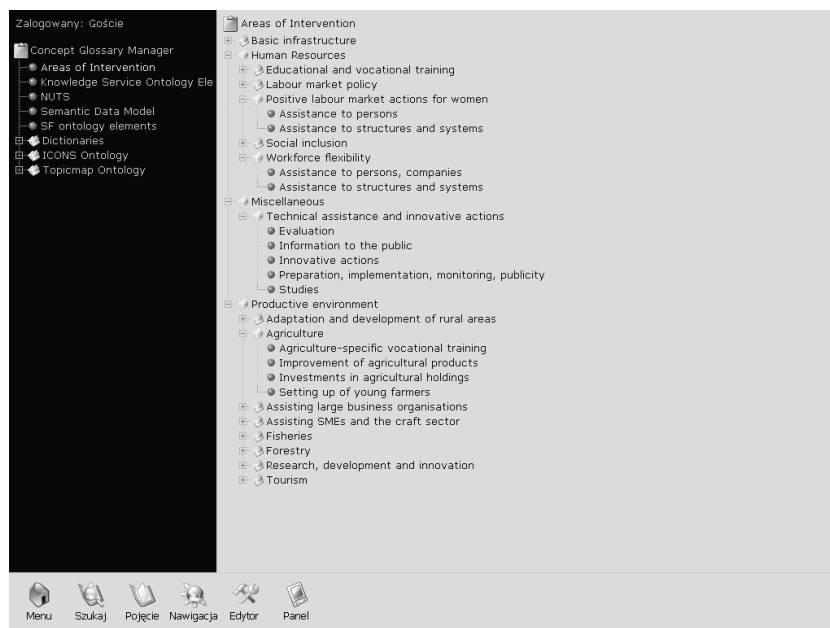 Zalogowany: Goście
Concept Glossary Manager
Areas of Intervention
Knowledge Service Ontology Ele
NUTS
Semantic Data Model
SF ontology elements
Dictionaries
ICONS Ontology
Topicmap Ontology
Areas of Intervention
Basic infrastructure
Human Resources
Educational and vocational training
Labour market policy
Positive labour market actions for women
Assistance to persons
Assistance to structures and systems
Social inclusion
Workforce flexibility
Assistance to persons, companies
Assistance to structures and systems
Miscellaneous
Technical assistance and innovative actions
Evaluation
Information to the public
Innovative actions
Preparation, implementation, monitoring, publicity
Studies
Productive environment
Adaptation and development of rural areas
Agriculture
Agriculture-specific vocational training
Improvement of agricultural products
Investments in agricultural holdings
Setting up of young farmers
Assisting large business organisations
Assisting SMEs and the craft sector
Fisheries
Forestry
Research, development and innovation
Tourism
Menu Szukaj Pojęcie Nawigacja Edytor Panel